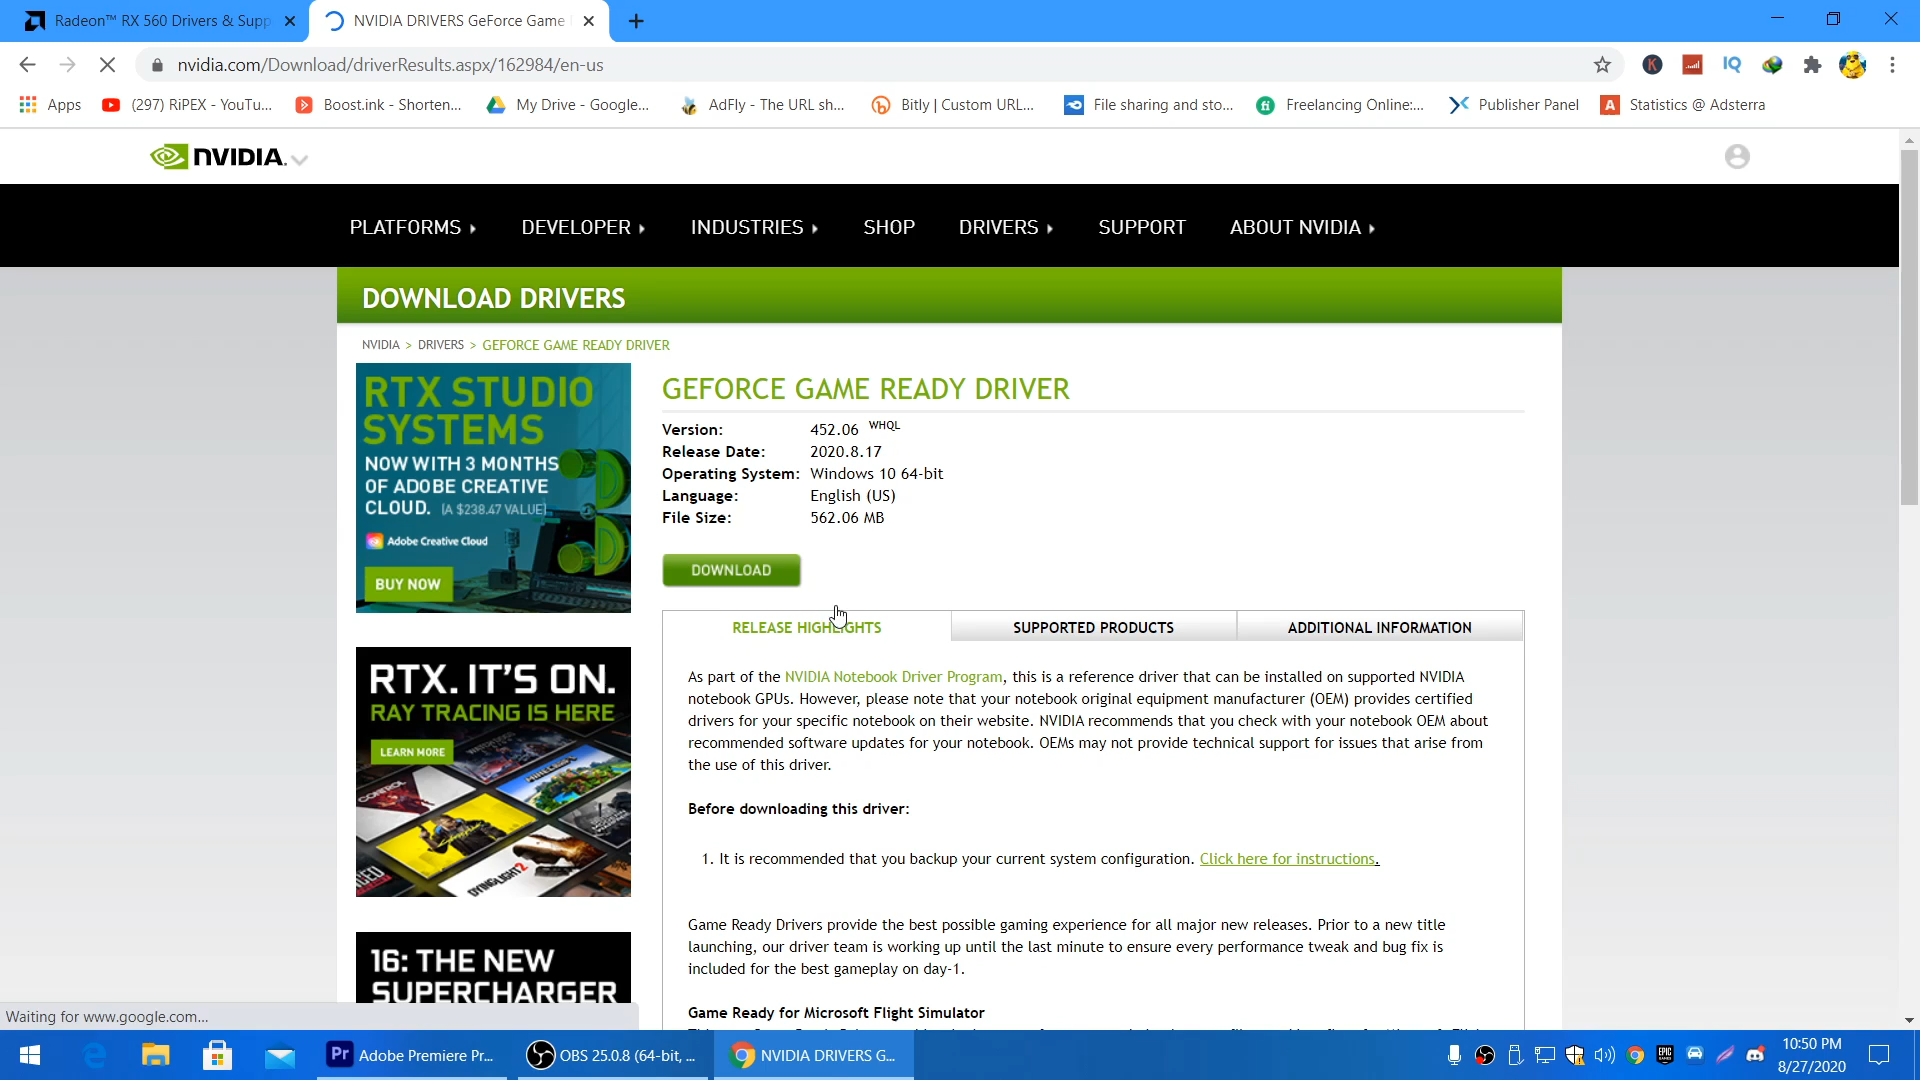 Radeon™ RX 560 Drivers & Supp
NVIDIA DRIVERS GeForce Game
nvidia.com/Download/driverResults.aspx/162984/en-us
Apps
(297) RiPEX - YouTu...
Boost.ink - Shorten...
My Drive - Google...
AdFly - The URL sh...
Bitly | Custom URL...
File sharing and sto...
Freelancing Online:...
Publisher Panel
Statistics @ Adsterra
NVIDIA.
PLATFORMS
DEVELOPER
INDUSTRIES
SHOP
DRIVERS
SUPPORT
ABOUT NVIDIA
DOWNLOAD DRIVERS
NVIDIA > DRIVERS > GEFORCE GAME READY DRIVER
RTX STUDIO
SYSTEMS
NOW WITH 3 MONTHS
OF ADOBE CREATIVE
CLOUD. (A $238.47 VALUE)
Adobe Creative Cloud
BUY NOW
RTX. IT'S ON.
RAY TRACING IS HERE
LEARN MORE
CONTROL
MINECRAFT
DYING LIGHT 2
16: THE NEW
SUPERCHARGER
GEFORCE GAME READY DRIVER
Version: 452.06 WHQL
Release Date: 2020.8.17
Operating System: Windows 10 64-bit
Language: English (US)
File Size: 562.06 MB
DOWNLOAD
RELEASE HIGHLIGHTS
SUPPORTED PRODUCTS
ADDITIONAL INFORMATION
As part of the NVIDIA Notebook Driver Program, this is a reference driver that can be installed on supported NVIDIA
notebook GPUs. However, please note that your notebook original equipment manufacturer (OEM) provides certified
drivers for your specific notebook on their website. NVIDIA recommends that you check with your notebook OEM about
recommended software updates for your notebook. OEMs may not provide technical support for issues that arise from
the use of this driver.
Before downloading this driver:
1. It is recommended that you backup your current system configuration. Click here for instructions.
Game Ready Drivers provide the best possible gaming experience for all major new releases. Prior to a new title
launching, our driver team is working up until the last minute to ensure every performance tweak and bug fix is
included for the best gameplay on day-1.
Game Ready for Microsoft Flight Simulator
Waiting for www.google.com...
Adobe Premiere Pr...
OBS 25.0.8 (64-bit, ...
NVIDIA DRIVERS G...
10:50 PM
8/27/2020